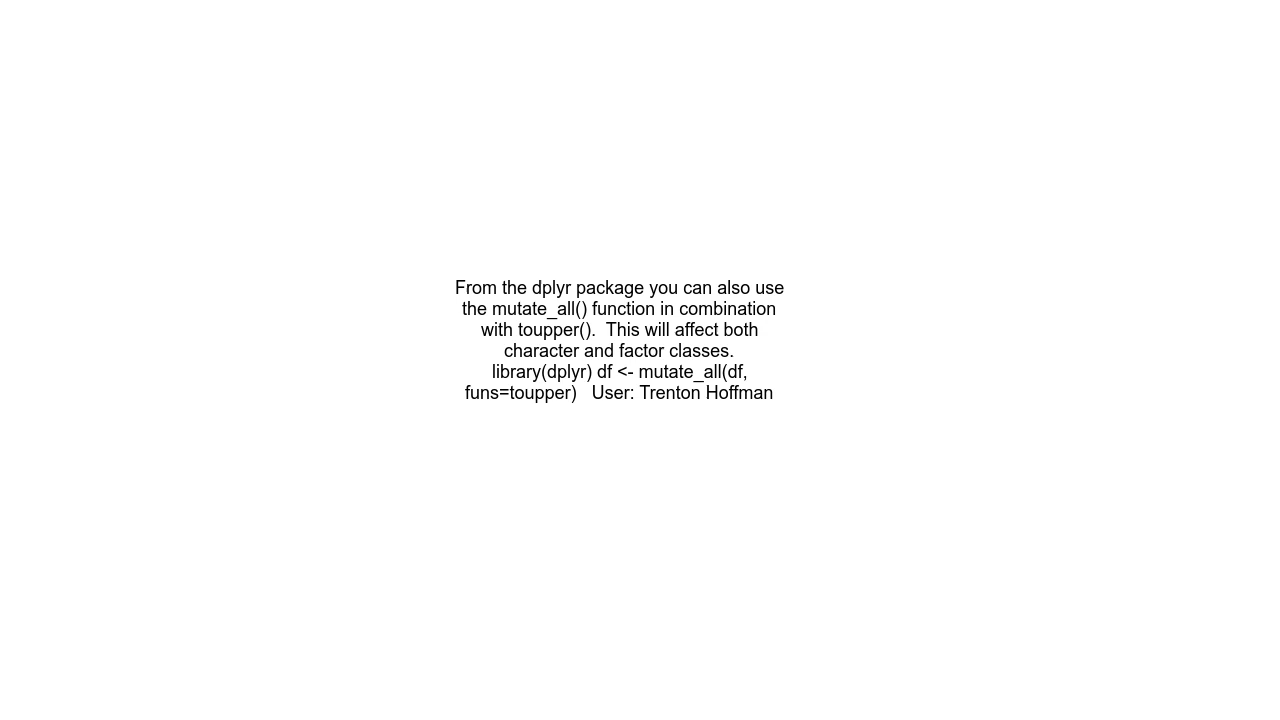 From the dplyr package you can also use
the mutate_all() function in combination
with toupper().  This will affect both
character and factor classes.
library(dplyr) df <- mutate_all(df,
funs=toupper)   User: Trenton Hoffman